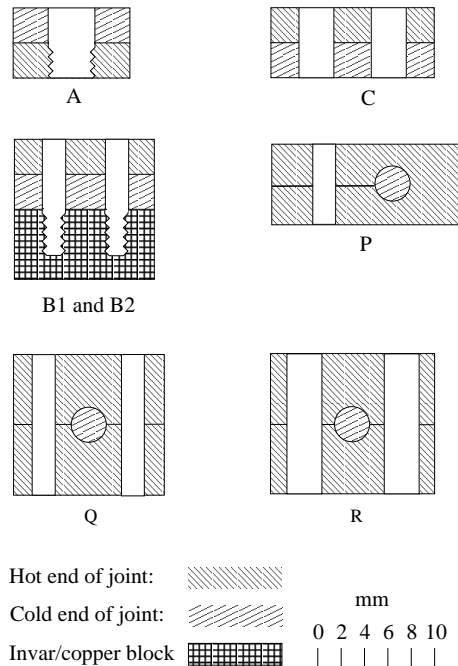 A
C
B1 and B2
P
Q
R
Hot end of joint:
Cold end of joint:
Invar/copper block
mm
0 2 4 6 8 10